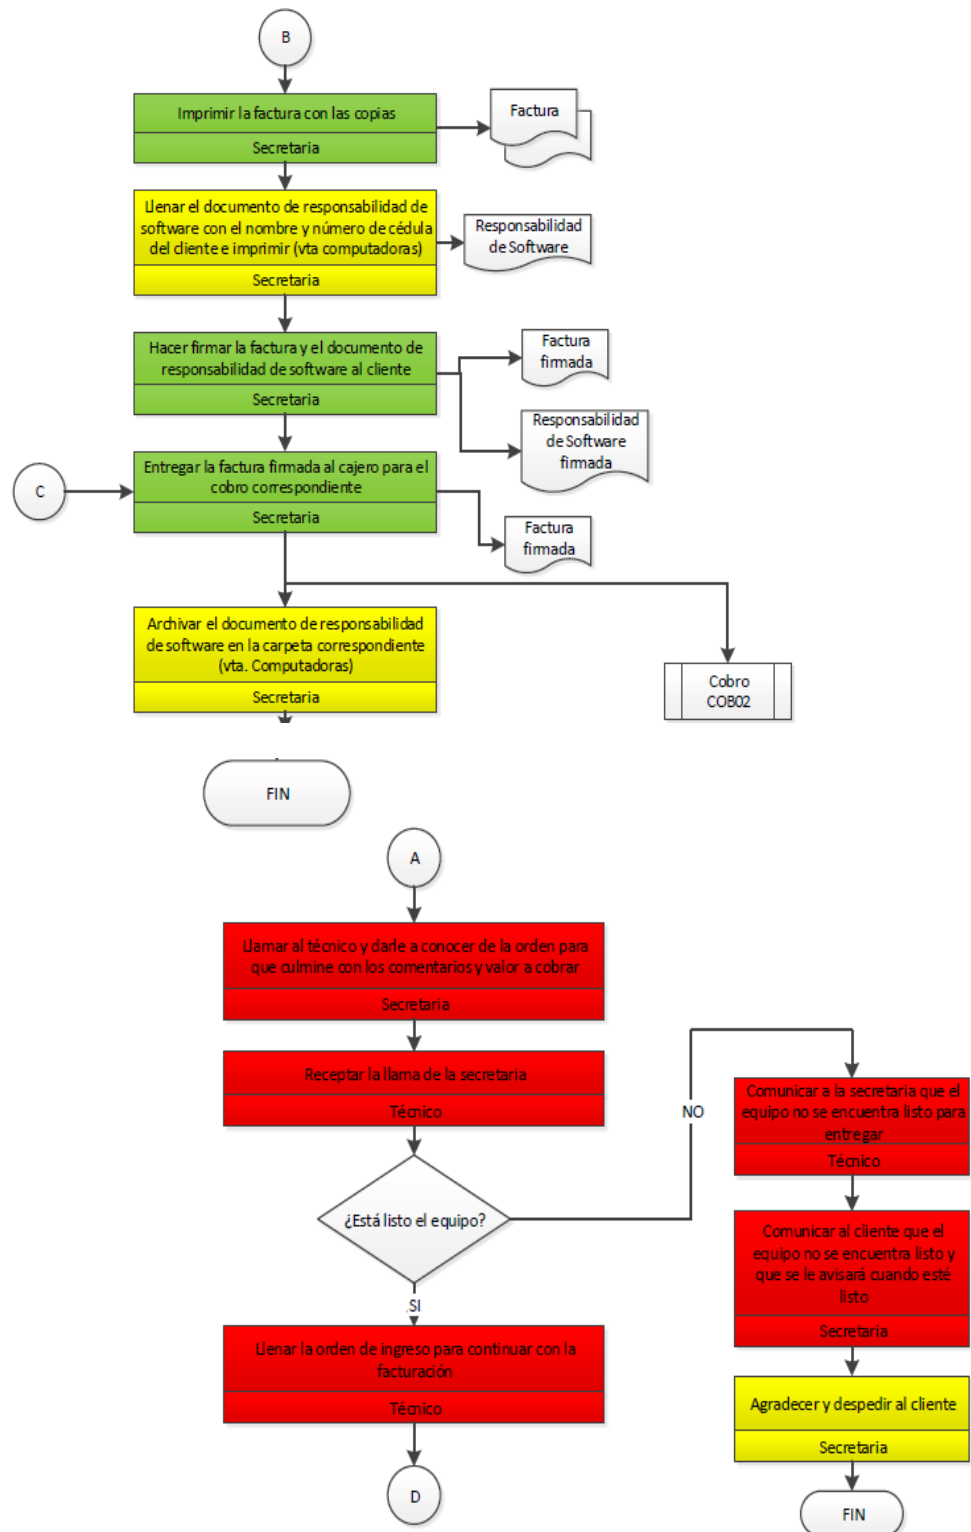 B
Imprimir la factura con las copias
Secretaria
Factura
Llenar el documento de responsabilidad de
software con el nombre y número de cédula
del cliente e imprimir (vta computadoras)
Secretaria
Responsabilidad
de Software
Hacer firmar la factura y el documento de
responsabilidad de software al cliente
Secretaria
Factura
firmada
Responsabilidad
de Software
firmada
C
Entregar la factura firmada al cajero para el
cobro correspondiente
Secretaria
Factura
firmada
Archivar el documento de responsabilidad
de software en la carpeta correspondiente
(vta. Computadoras)
Secretaria
Cobro
COB02
FIN
A
Llamar al técnico y darle a conocer de la orden para
que culmine con los comentarios y valor a cobrar
Secretaria
Receptar la llama de la secretaria
Técnico
¿Está listo el equipo?
NO
SI
Llenar la orden de ingreso para continuar con la
facturación
Técnico
D
Comunicar a la secretaria que el
equipo no se encuentra listo para
entregar
Técnico
Comunicar al cliente que el
equipo no se encuentra listo y
que se le avisará cuando esté
listo
Secretaria
Agradecer y despedir al cliente
Secretaria
FIN